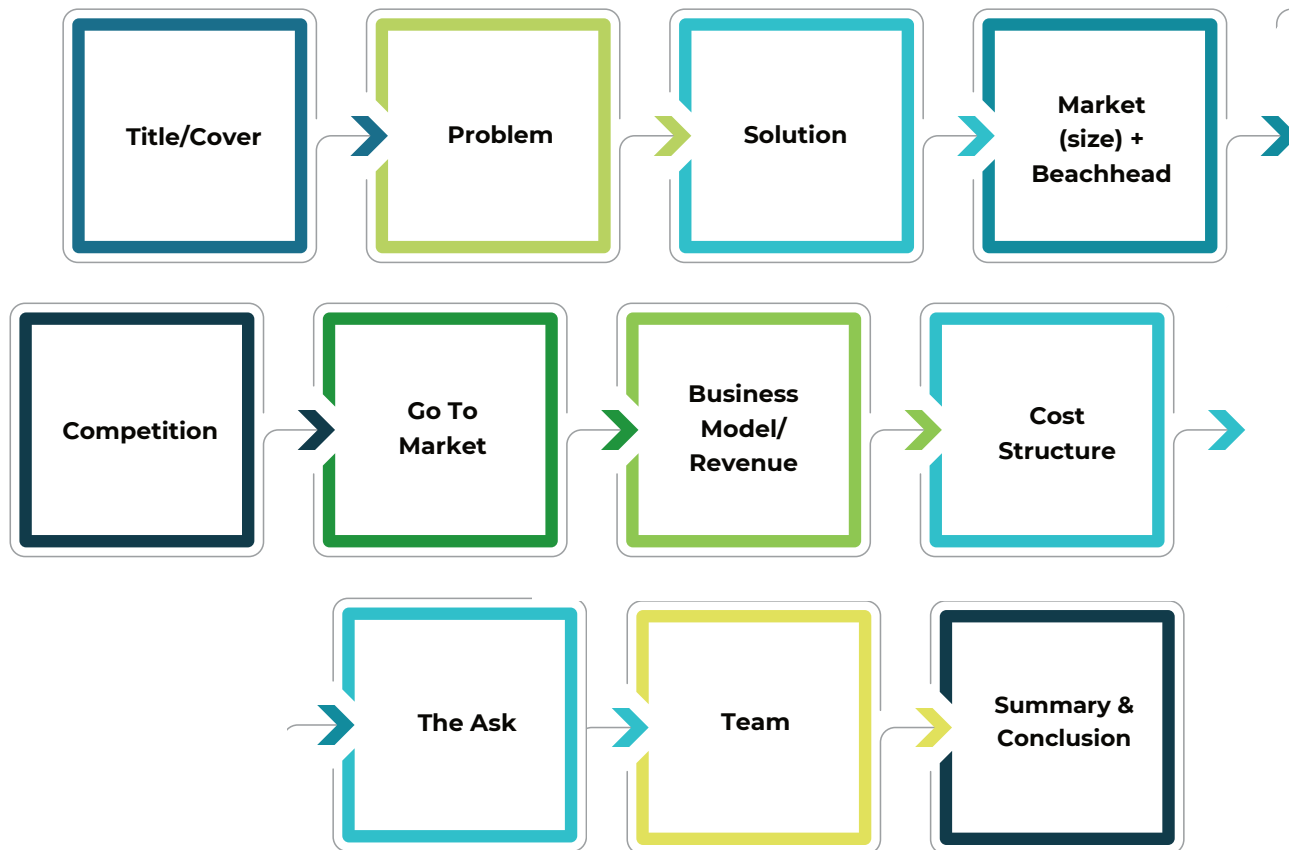 Title/Cover
Problem
Solution
Market
(size) +
Beachhead
Competition
Go To
Market
Business
Model/
Revenue
Cost
Structure
The Ask
Team
Summary &
Conclusion